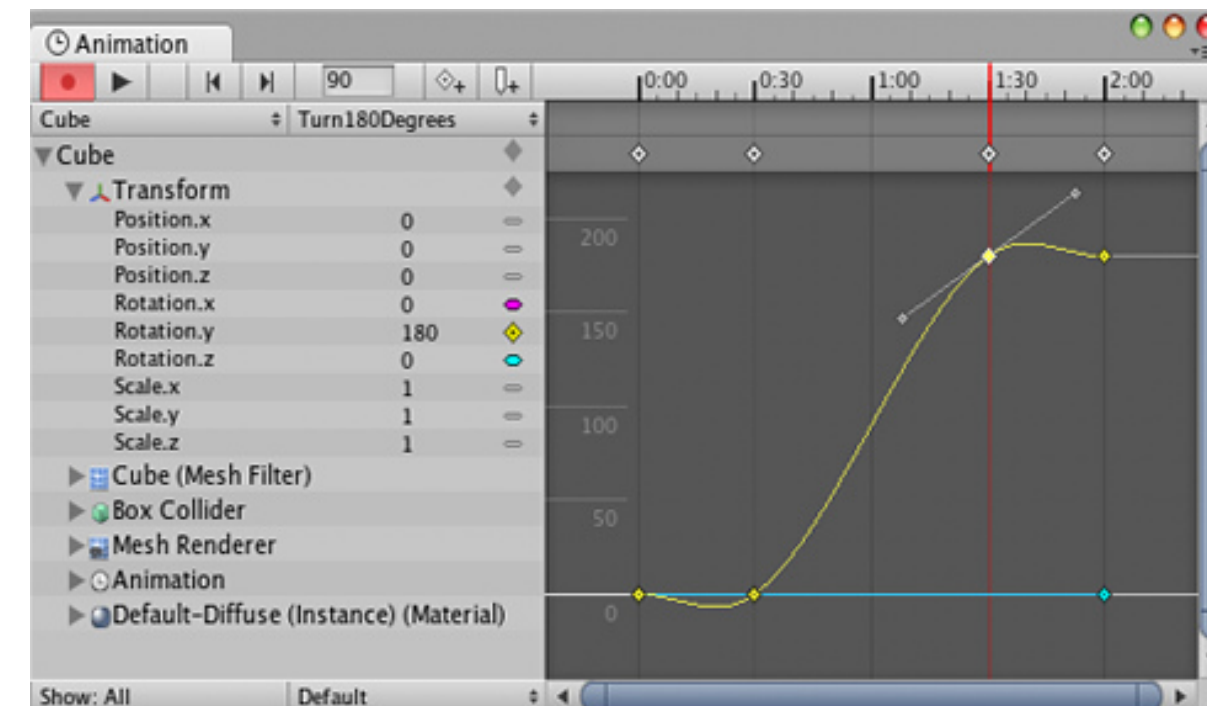 Animation
90 0:00 0:30 1:00 1:30 2:00
Cube Turn180Degrees
Cube
Transform
Position.x 0
Position.y 0
Position.z 0
Rotation.x 0
Rotation.y 180
Rotation.z 0
Scale.x 1
Scale.y 1
Scale.z 1
Cube (Mesh Filter)
Box Collider
Mesh Renderer
Animation
Default-Diffuse (Instance) (Material)
Show: All Default
200
150
100
50
0